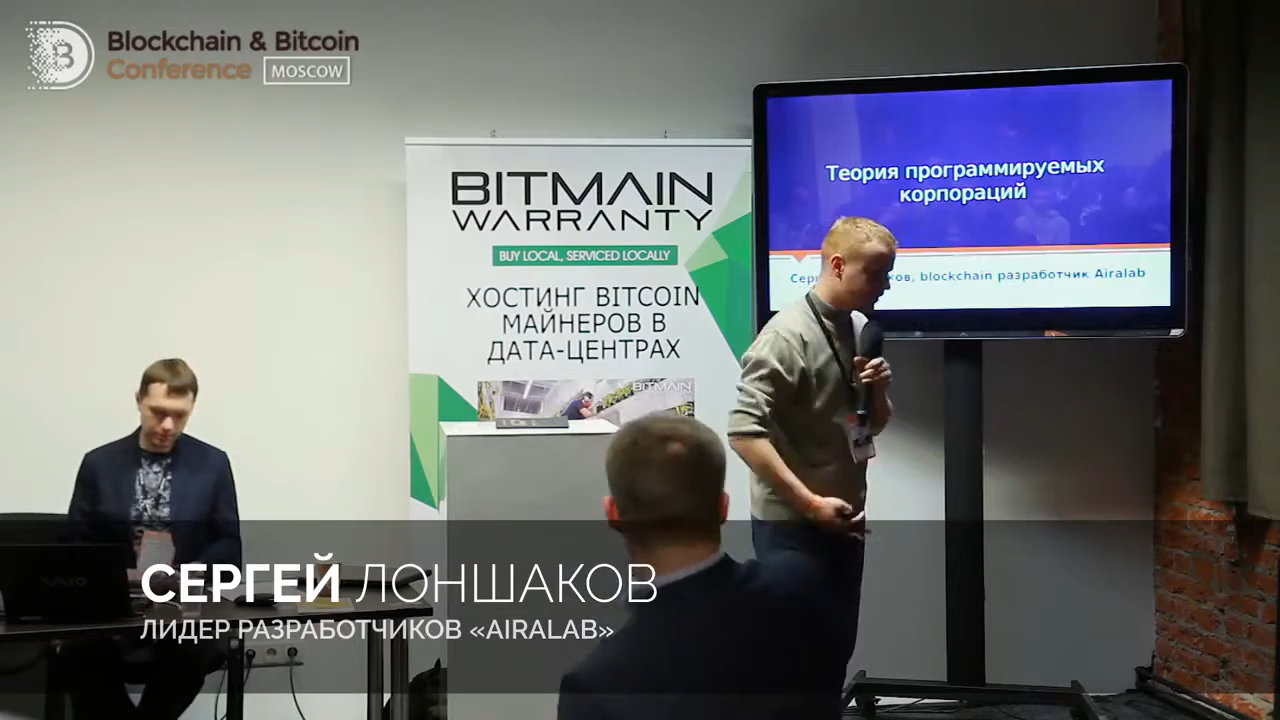 Blockchain & Bitcoin
Conference MOSCOW
BITMAIN
WARRANTY
BUY LOCAL, SERVICED LOCALLY
ХОСТИНГ BITCOIN
МАЙНЕРОВ В
ДАТА-ЦЕНТРАХ
BITMAIN
Теория программируемых
корпораций
blockchain разработчик Airalab
VAIO
СЕРГЕЙ ЛОНШАКОВ
ЛИДЕР РАЗРАБОТЧИКОВ «AIRALAB»